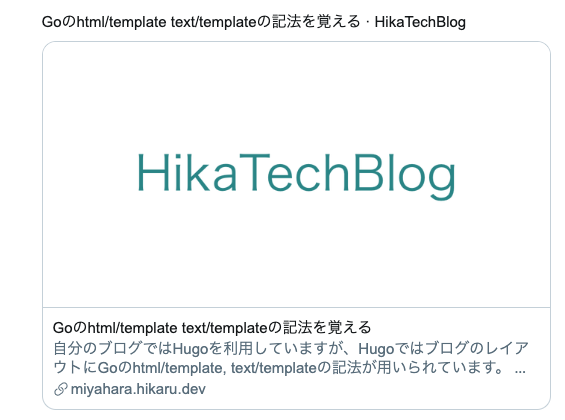 Goのhtml/template text/templateの記法を覚える · HikaTechBlog
HikaTechBlog
Goのhtml/template text/templateの記法を覚える
自分のブログではHugoを利用していますが、Hugoではブログのレイア
ウトにGoのhtml/template, text/templateの記法が用いられています。 ...
miyahara.hikaru.dev